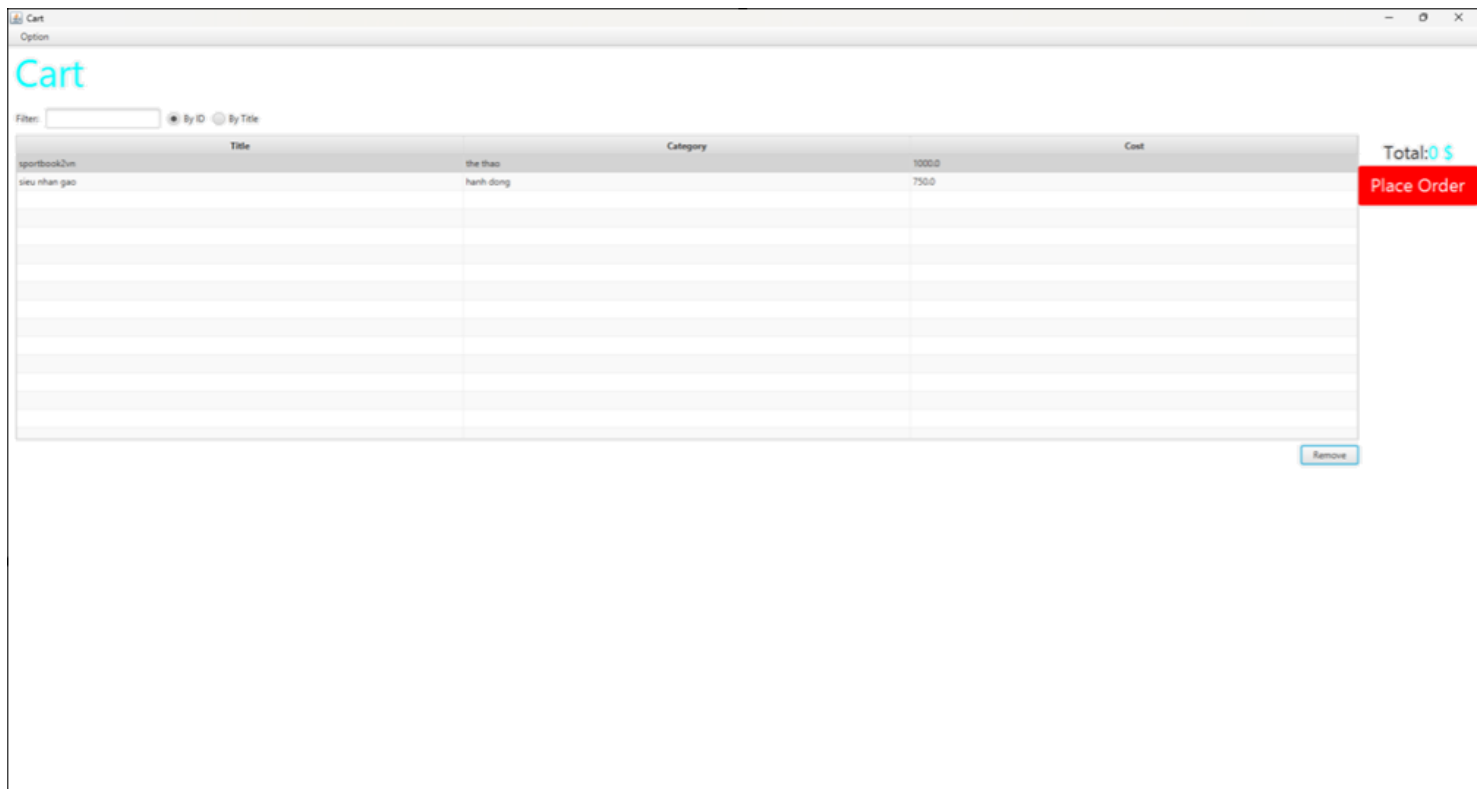 Cart
Option
Cart
Filter: By ID By Title
Title Category Cost
sportbook2vn the thao 1000.0
sieu nhan gao hanh dong 750.0
Total:0 $
Place Order
Remove